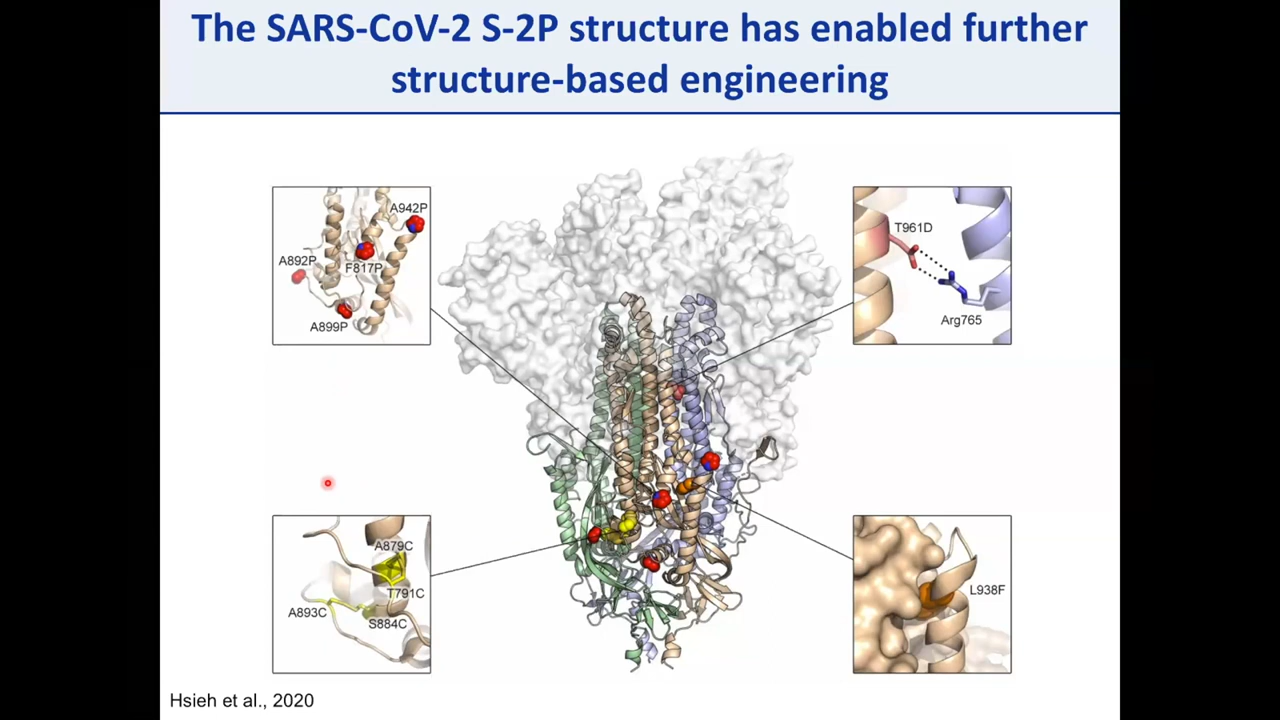 The SARS-CoV-2 S-2P structure has enabled further
structure-based engineering
A942P
A892P
F817P
A899P
T961D
Arg765
A879C
T791C
A893C
S884C
L938F
Hsieh et al., 2020